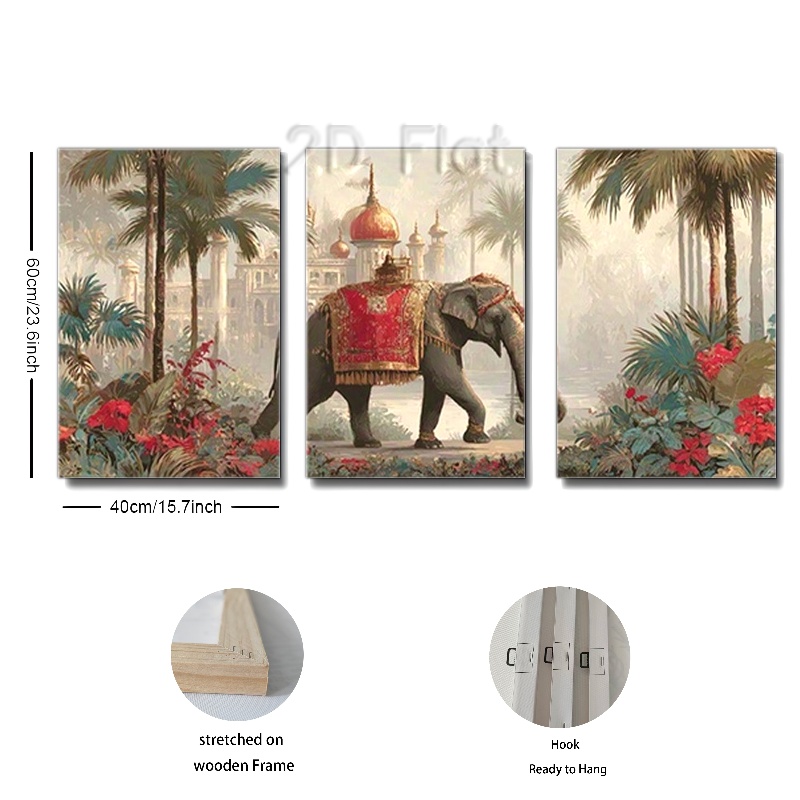 2D Flat
60cm/23.6inch
40cm/15.7inch
stretched on
wooden Frame
Hook
Ready to Hang